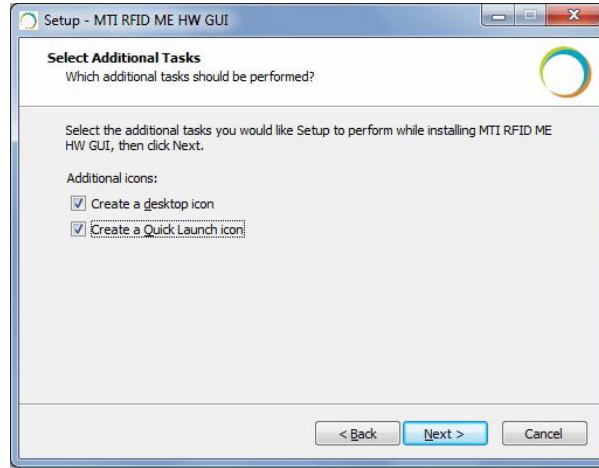 Setup - MTI RFID ME HW GUI
Select Additional Tasks
Which additional tasks should be performed?
Select the additional tasks you would like Setup to perform while installing MTI RFID ME
HW GUI, then click Next.
Additional icons:
Create a desktop icon
Create a Quick Launch icon
< Back Next > Cancel